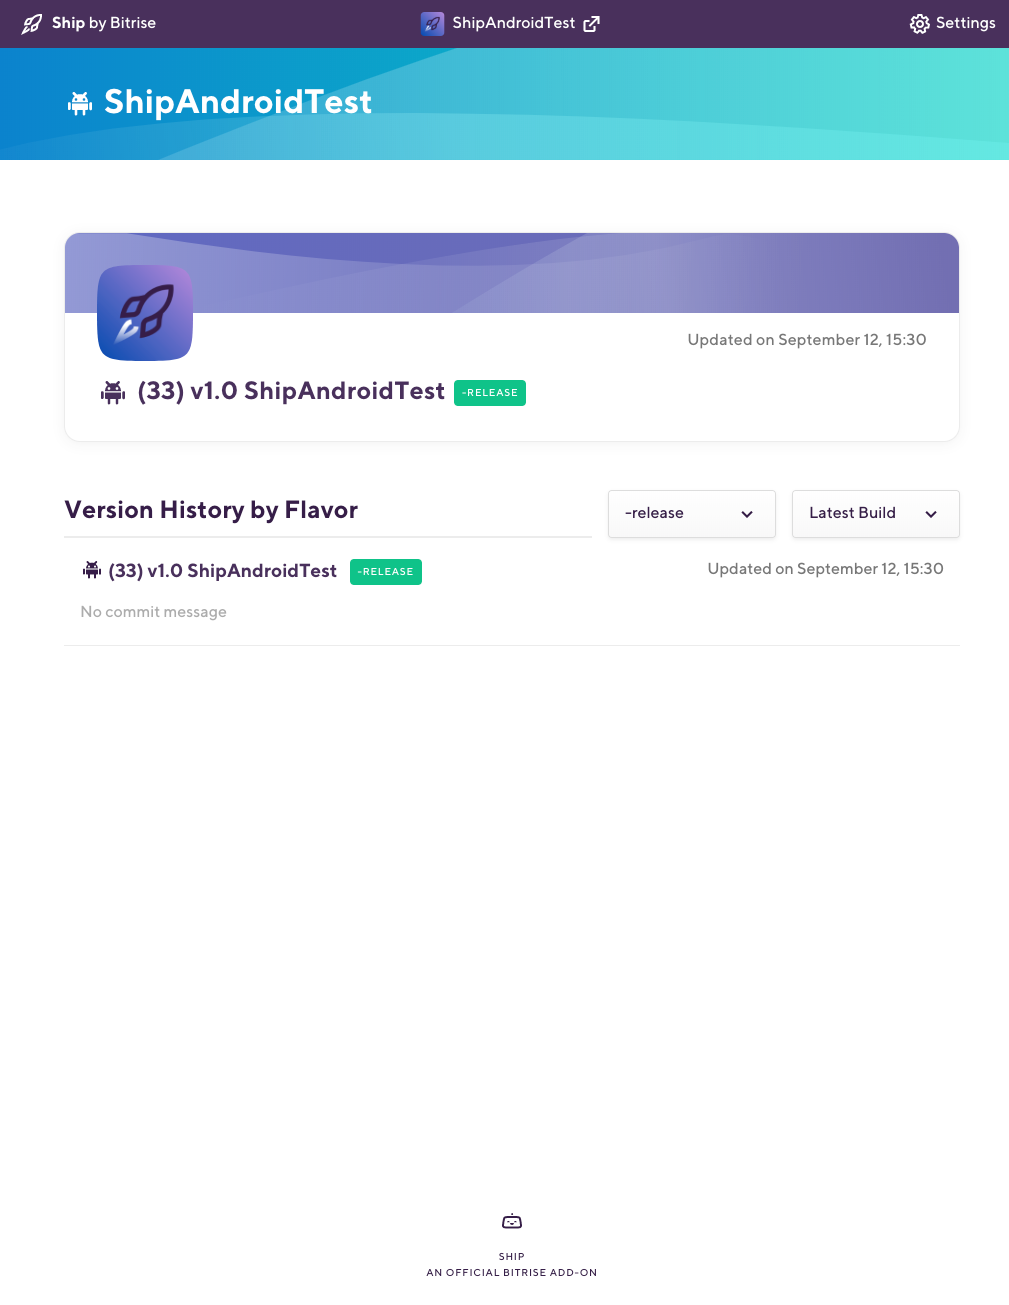 Ship by Bitrise
ShipAndroidTest
Settings
ShipAndroidTest
Updated on September 12, 15:30
(33) v1.0 ShipAndroidTest
-RELEASE
Version History by Flavor
-release
Latest Build
(33) v1.0 ShipAndroidTest
-RELEASE
Updated on September 12, 15:30
No commit message
SHIP
AN OFFICIAL BITRISE ADD-ON